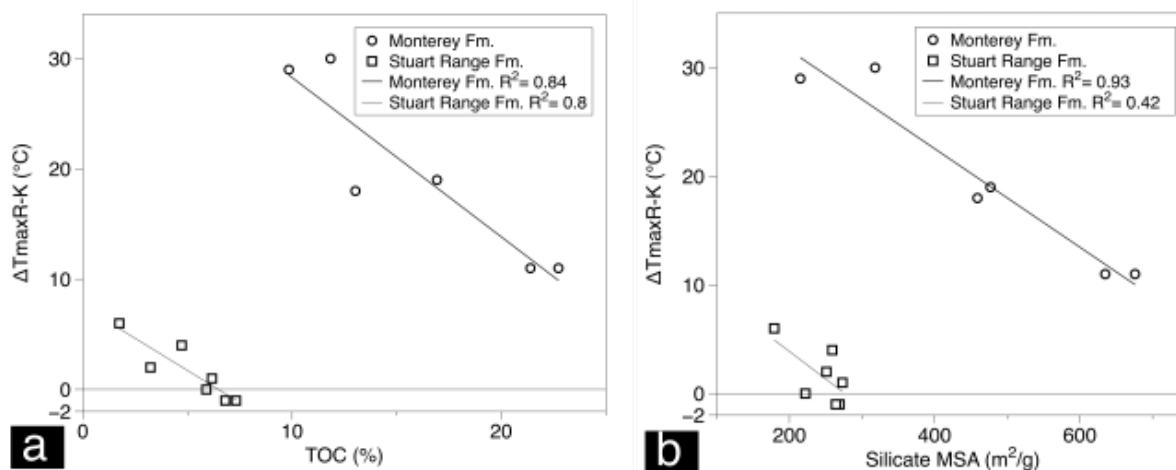 Monterey Fm.
Stuart Range Fm.
Monterey Fm. R²= 0.84
Stuart Range Fm. R²= 0.8
30
20
10
0
−2
ΔTmaxR-K (°C)
0
10
20
TOC (%)
a
Monterey Fm.
Stuart Range Fm.
Monterey Fm. R²= 0.93
Stuart Range Fm. R²= 0.42
30
20
10
0
−2
ΔTmaxR-K (°C)
200
400
600
Silicate MSA (m²/g)
b